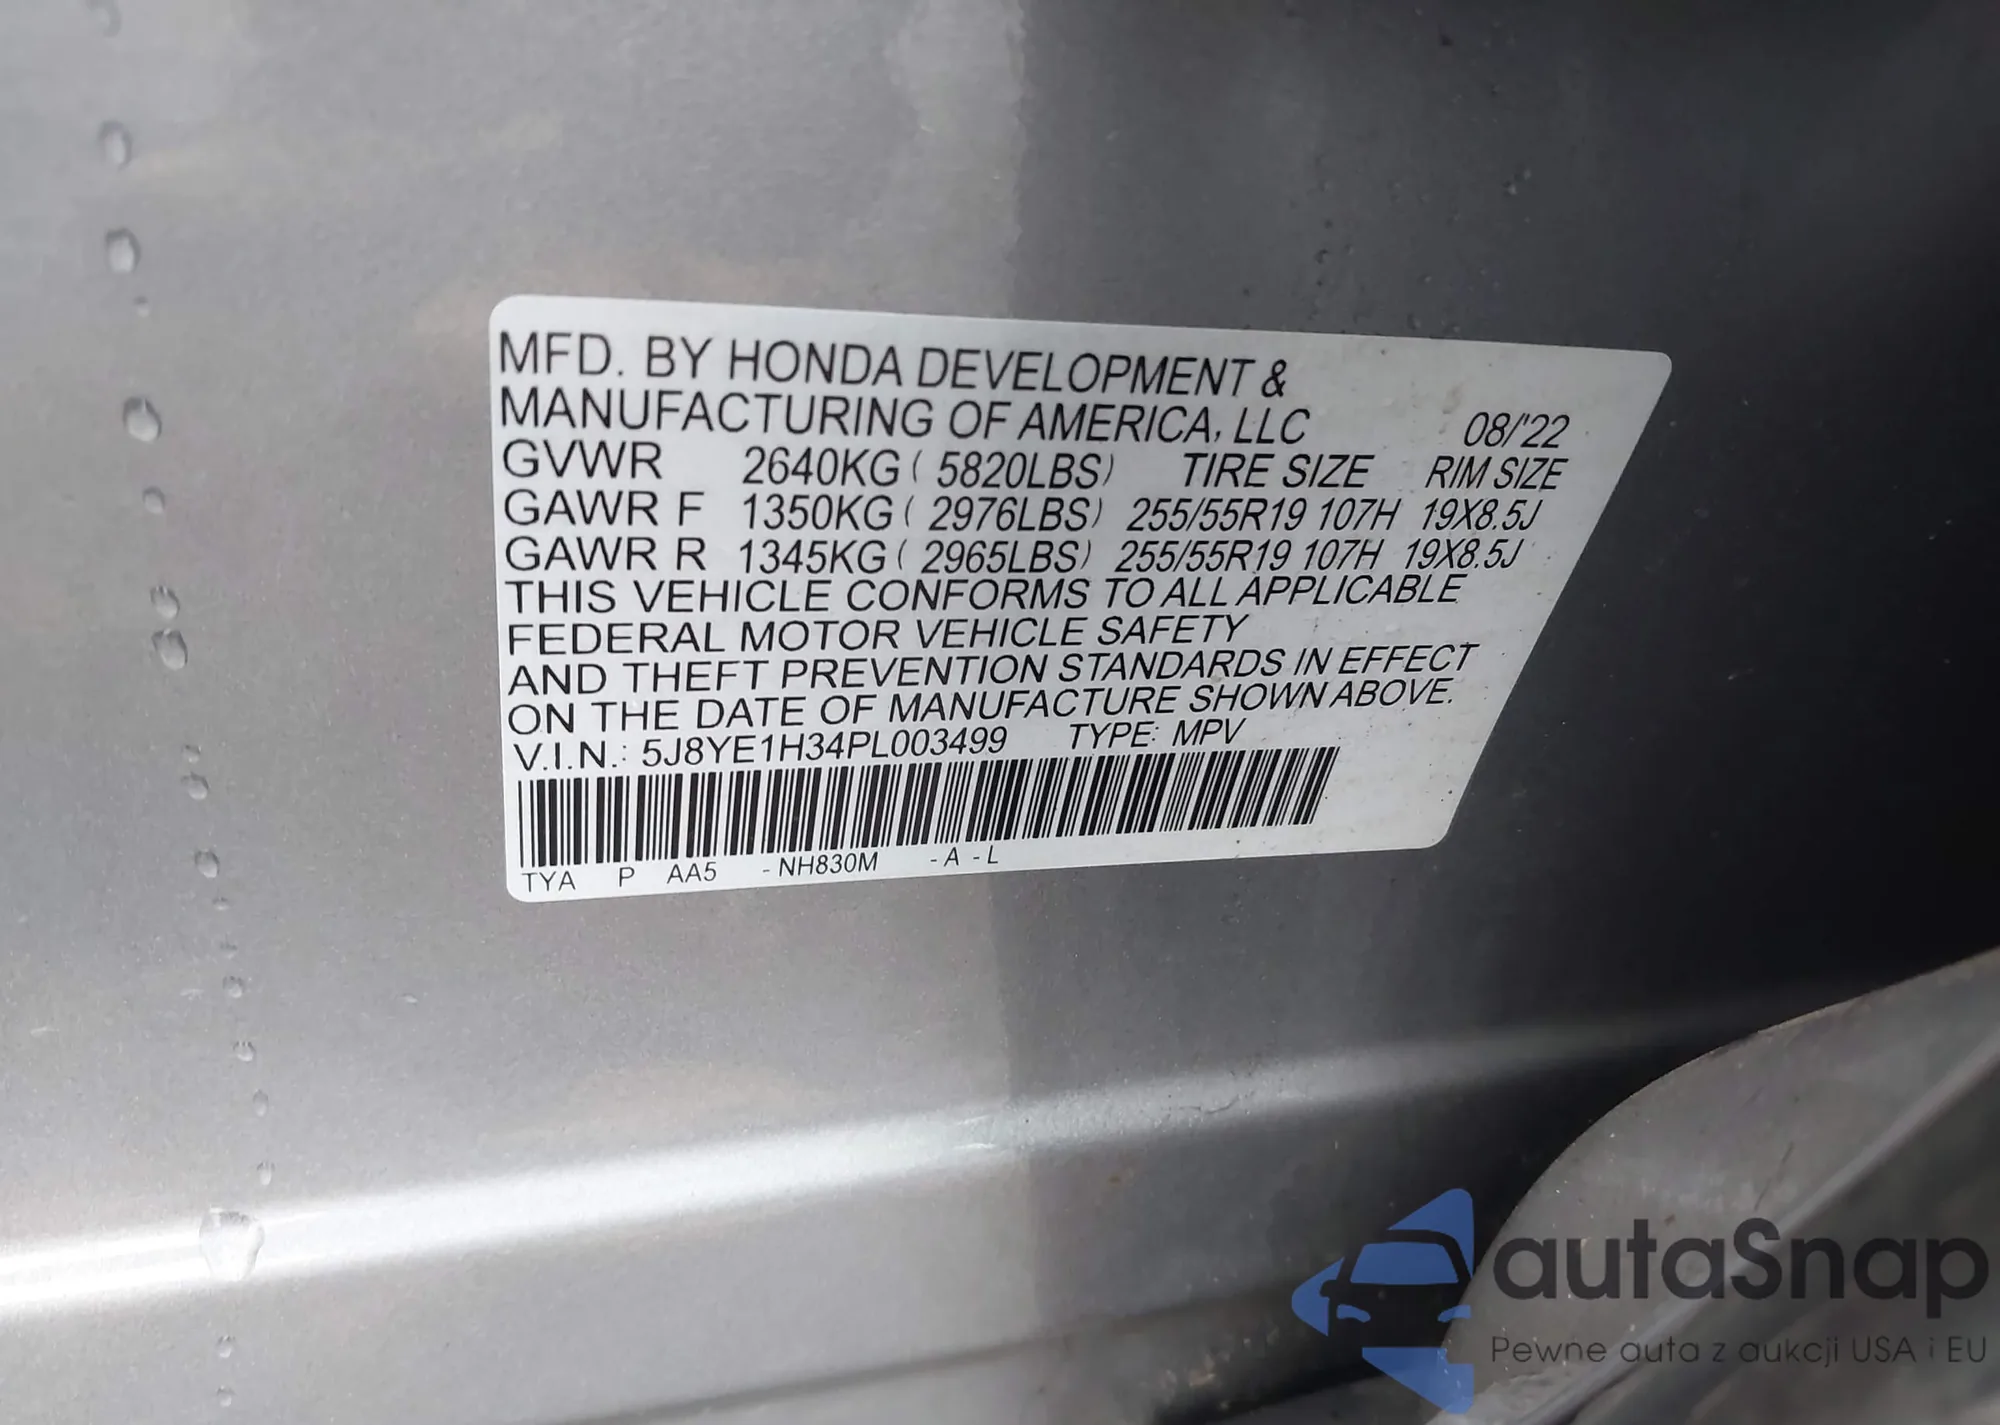 MFD. BY HONDA DEVELOPMENT &
MANUFACTURING OF AMERICA, LLC 08/'22
GVWR 2640KG ( 5820LBS) TIRE SIZE RIM SIZE
GAWR F 1350KG ( 2976LBS) 255/55R19 107H 19X8.5J
GAWR R 1345KG ( 2965LBS) 255/55R19 107H 19X8.5J
THIS VEHICLE CONFORMS TO ALL APPLICABLE
FEDERAL MOTOR VEHICLE SAFETY
AND THEFT PREVENTION STANDARDS IN EFFECT
ON THE DATE OF MANUFACTURE SHOWN ABOVE.
V.I.N.: 5J8YE1H34PL003499 TYPE: MPV
TYA P AA5 - NH830M - A - L
autaSnap
Pewne auta z aukcji USA i EU